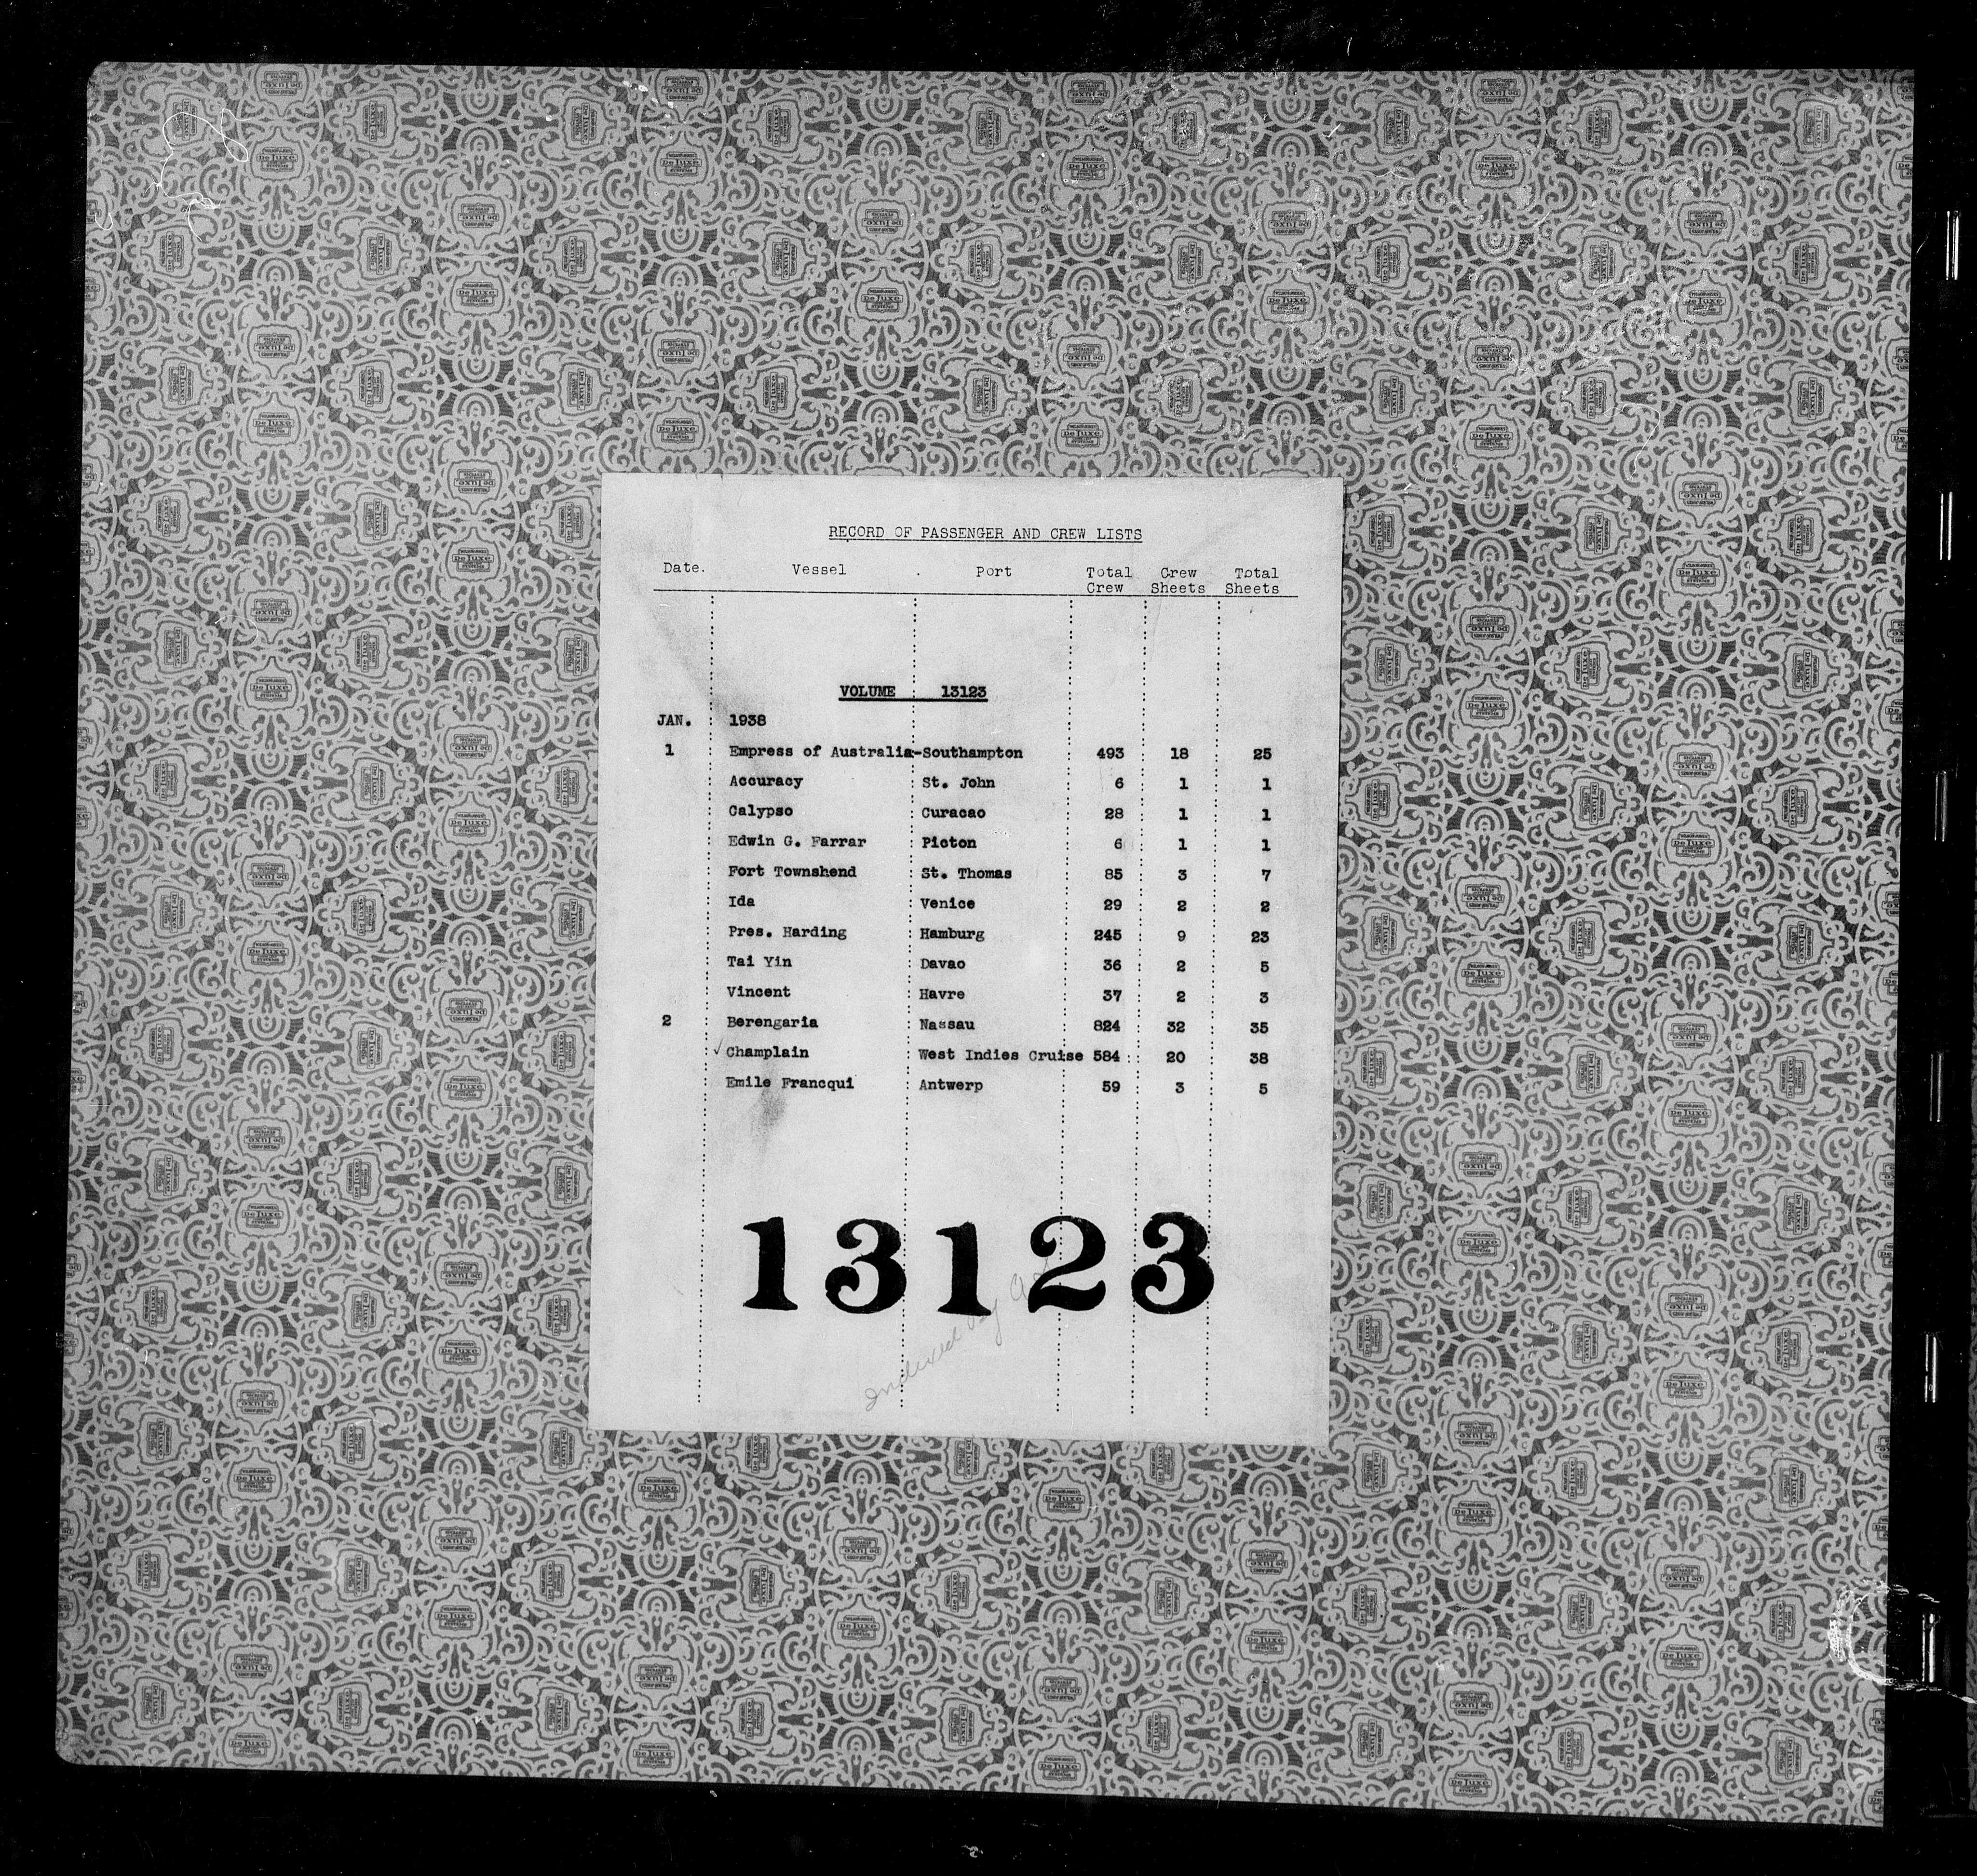 RECORD OF PASSENGER AND CREW LISTS
Date. Vessel . Port Total Crew Total
Crew Sheets Sheets
VOLUME : 13123
JAN. 1938
1 Empress of Australia-Southampton 493 18 25
Accuracy St. John 6 1 1
Calypso Curacao 28 1 1
Edwin G. Farrar Picton 6 1 1
Fort Townshend St. Thomas 85 3 7
Ida Venice 29 2 2
Pres. Harding Hamburg 245 9 23
Tai Yin Davao 36 2 5
Vincent Havre 37 2 3
2 Berengaria Nassau 824 32 35
✓ Champlain West Indies Cruise 584 20 38
Emile Francqui Antwerp 59 3 5
13123
Indexed by
De Luxe